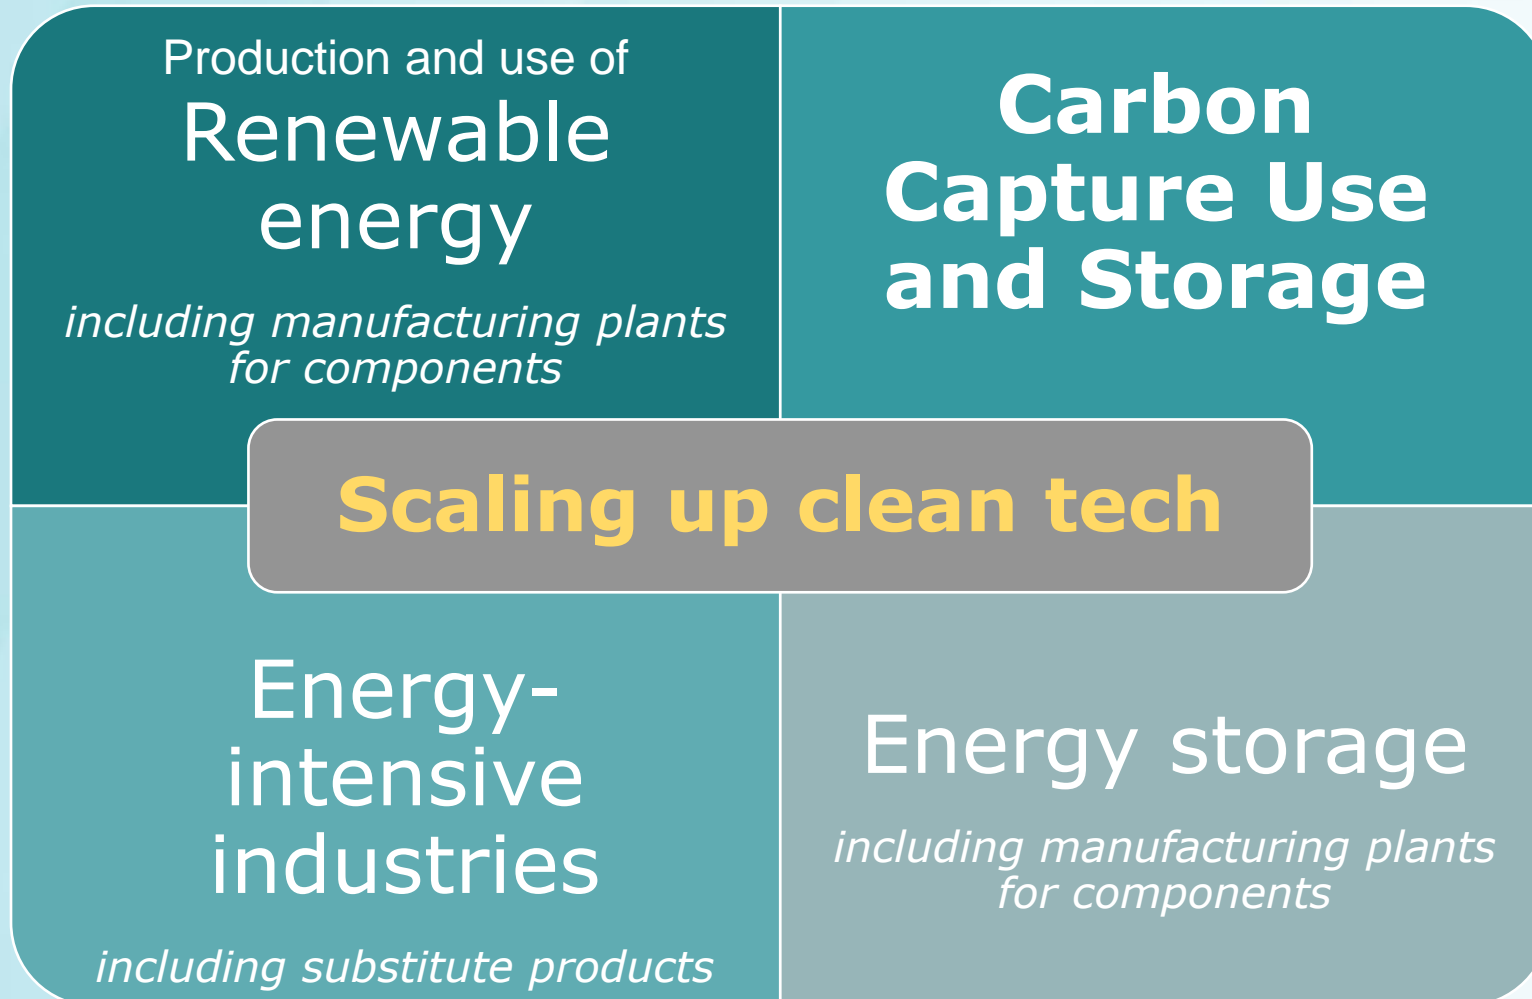 Production and use of
Renewable
energy
including manufacturing plants
for components
Carbon
Capture Use
and Storage
Scaling up clean tech
Energy-
intensive
industries
including substitute products
Energy storage
including manufacturing plants
for components